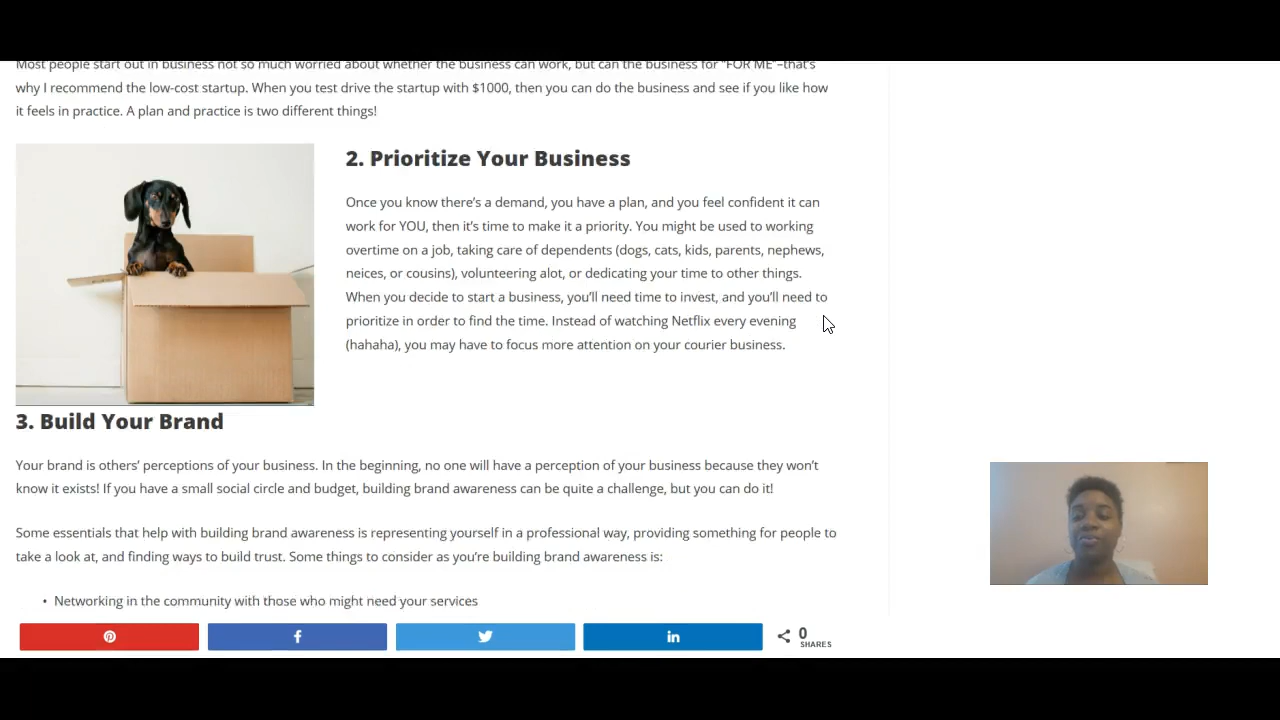 Most people start out in business not so much worried about whether the business can work, but can the business for “FOR ME”–that’s
why I recommend the low-cost startup. When you test drive the startup with $1000, then you can do the business and see if you like how
it feels in practice. A plan and practice is two different things!
2. Prioritize Your Business
Once you know there’s a demand, you have a plan, and you feel confident it can
work for YOU, then it’s time to make it a priority. You might be used to working
overtime on a job, taking care of dependents (dogs, cats, kids, parents, nephews,
neices, or cousins), volunteering alot, or dedicating your time to other things.
When you decide to start a business, you’ll need time to invest, and you’ll need to
prioritize in order to find the time. Instead of watching Netflix every evening
(hahaha), you may have to focus more attention on your courier business.
3. Build Your Brand
Your brand is others’ perceptions of your business. In the beginning, no one will have a perception of your business because they won’t
know it exists! If you have a small social circle and budget, building brand awareness can be quite a challenge, but you can do it!
Some essentials that help with building brand awareness is representing yourself in a professional way, providing something for people to
take a look at, and finding ways to build trust. Some things to consider as you’re building brand awareness is:
• Networking in the community with those who might need your services
0
SHARES